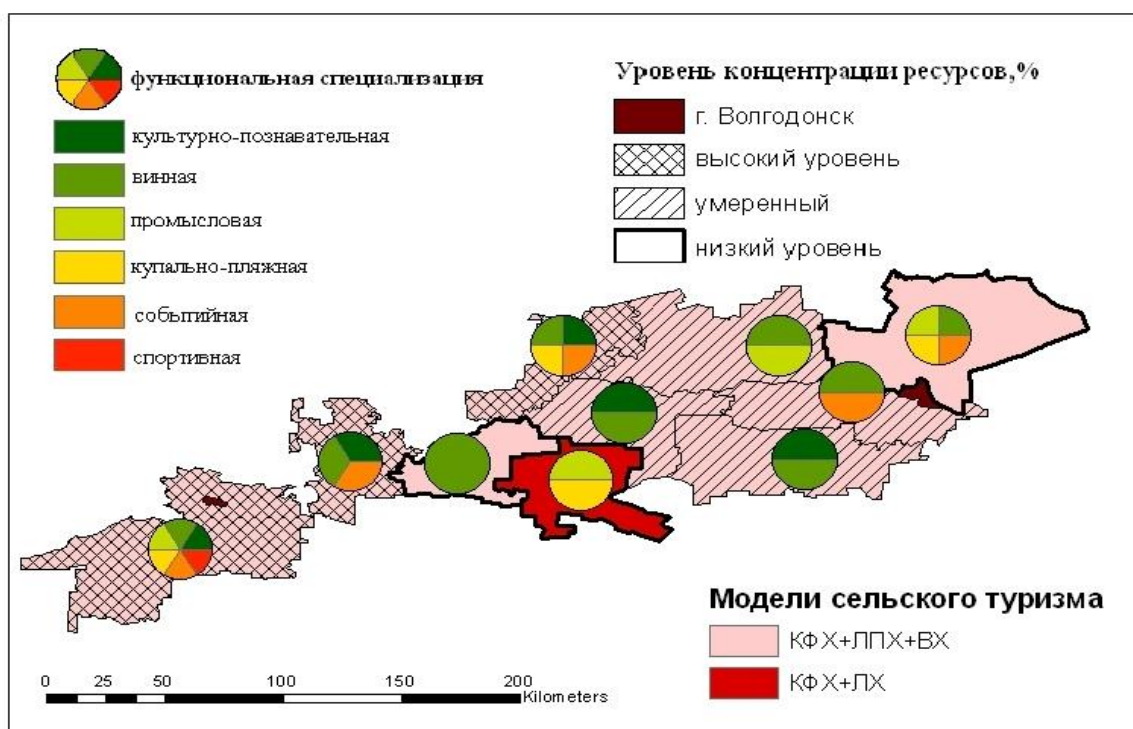 функциональная специализация
культурно-познавательная
винная
промысловая
купально-пляжная
событийная
спортивная
Уровень концентрации ресурсов,%
г. Волгодонск
высокий уровень
умеренный
низкий уровень
Модели сельского туризма
КФХ+ЛПХ+ВХ
КФХ+ЛХ
0 25 50 100 150 200
Kilometers